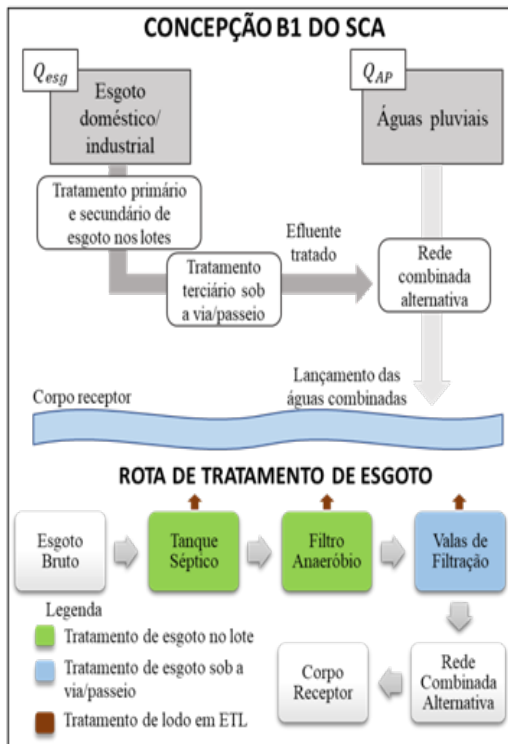 CONCEPÇÃO B1 DO SCA
Q_esg
Esgoto
doméstico/
industrial
Q_AP
Águas pluviais
Tratamento primário
e secundário de
esgoto nos lotes
Tratamento
terciário sob
a via/passeio
Efluente
tratado
Rede
combinada
alternativa
Corpo receptor
Lançamento das
águas combinadas
ROTA DE TRATAMENTO DE ESGOTO
Esgoto
Bruto
Tanque
Séptico
Filtro
Anaeróbio
Valas de
Filtração
Legenda
Tratamento de esgoto no lote
Tratamento de esgoto sob a
via/passeio
Tratamento de lodo em ETL
Corpo
Receptor
Rede
Combinada
Alternativa